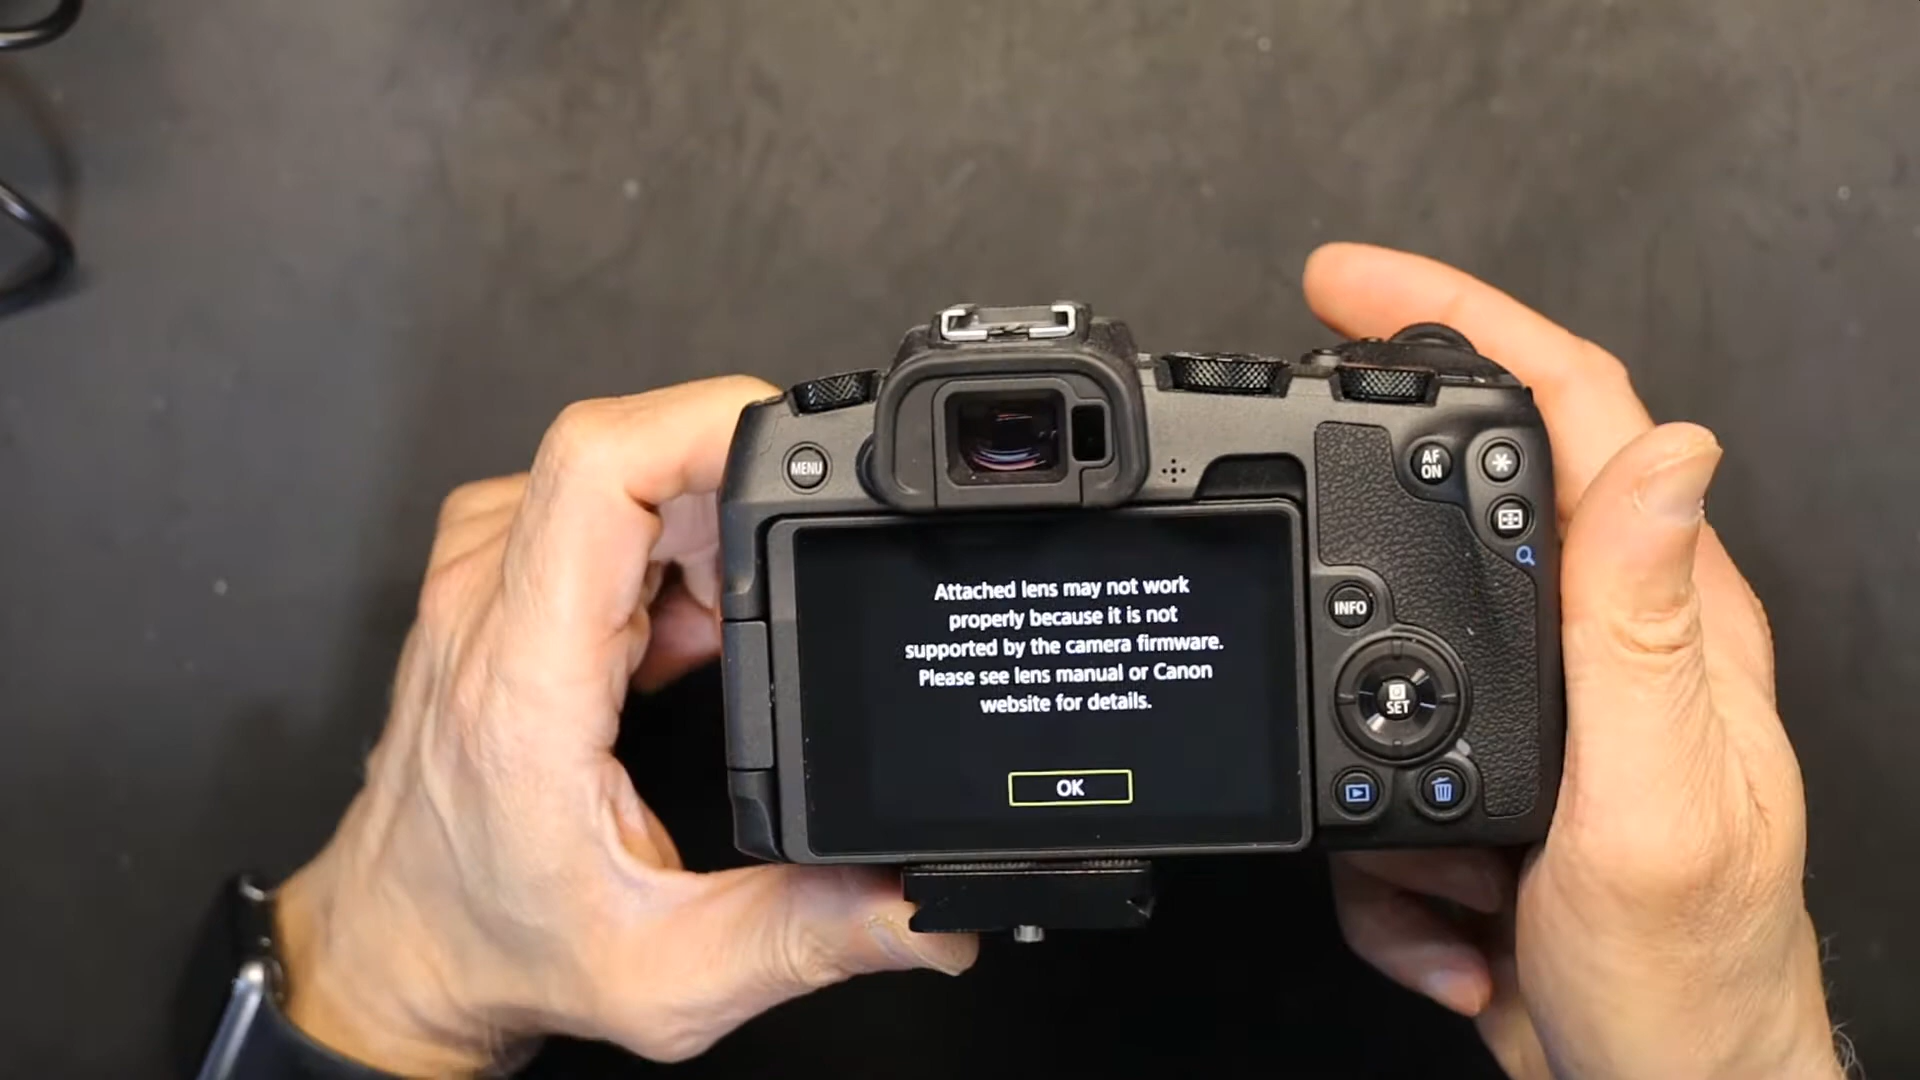 MENU
AF
ON
INFO
SET
Attached lens may not work
properly because it is not
supported by the camera firmware.
Please see lens manual or Canon
website for details.
OK